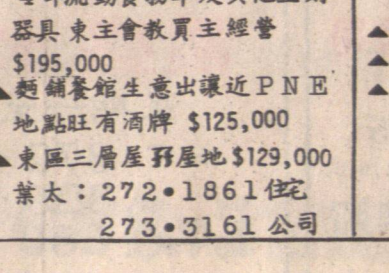 器具 東主會教買主經營
$195,000
▲麵鋪餐館生意出讓近PNE
地點旺有酒牌 $125,000
▲東區三層屋孖屋地$129,000
葉太：272•1861住宅
273•3161公司